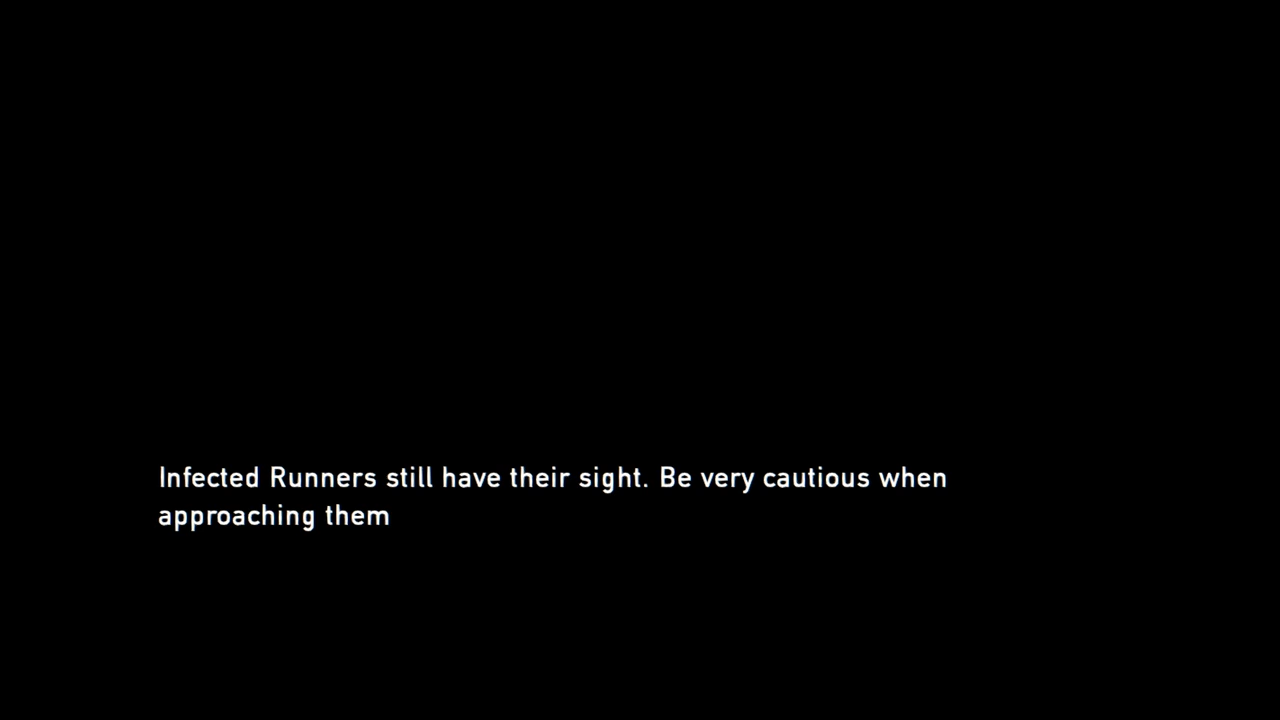 Infected Runners still have their sight. Be very cautious when
approaching them